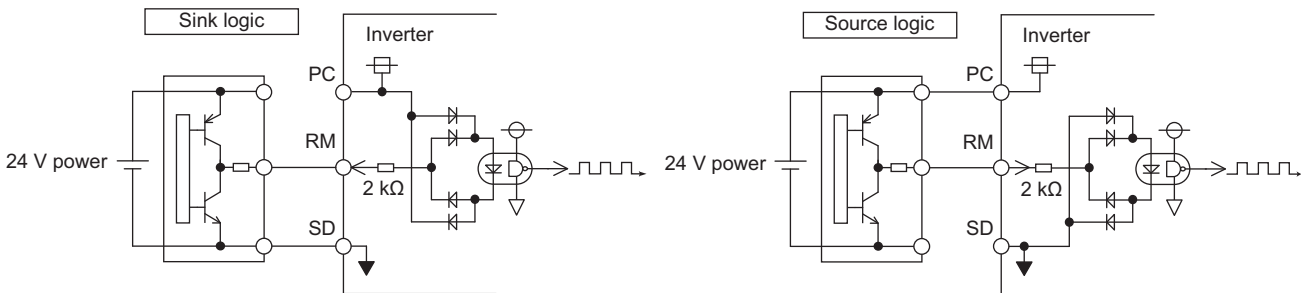 Sink logic
Inverter
PC
24 V power
RM
2 kΩ
SD
Source logic
Inverter
PC
24 V power
RM
2 kΩ
SD